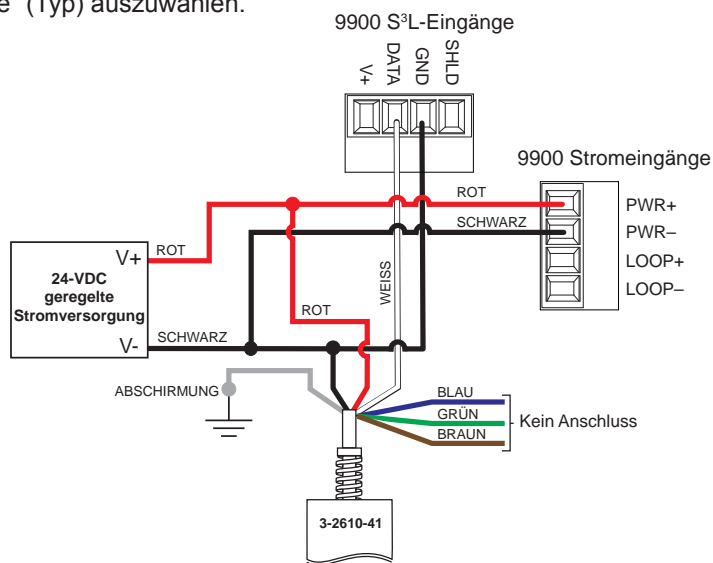 e" (Typ) auszuwählen.
9900 S³L-Eingänge
V+
DATA
GND
SHLD
9900 Stromeingänge
ROT
PWR+
SCHWARZ
PWR–
LOOP+
LOOP–
V+
ROT
24-VDC
geregelte
Stromversorgung
WEISS
ROT
V-
SCHWARZ
ABSCHIRMUNG
BLAU
GRÜN
BRAUN
Kein Anschluss
3-2610-41